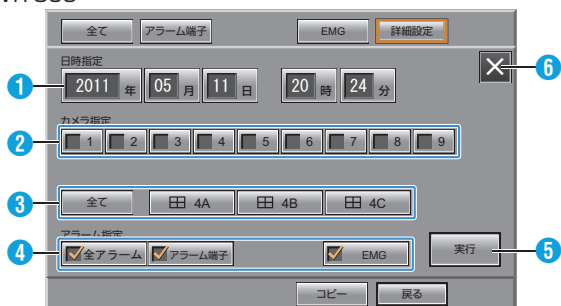 全て アラーム端子 EMG 詳細設定
日時指定
1 2011 年 05 月 11 日 20 時 24 分 6
カメラ指定
2 1 2 3 4 5 6 7 8 9
3 全て 4A 4B 4C
アラーム指定
4 全アラーム アラーム端子 EMG 実行 5
コピー 戻る